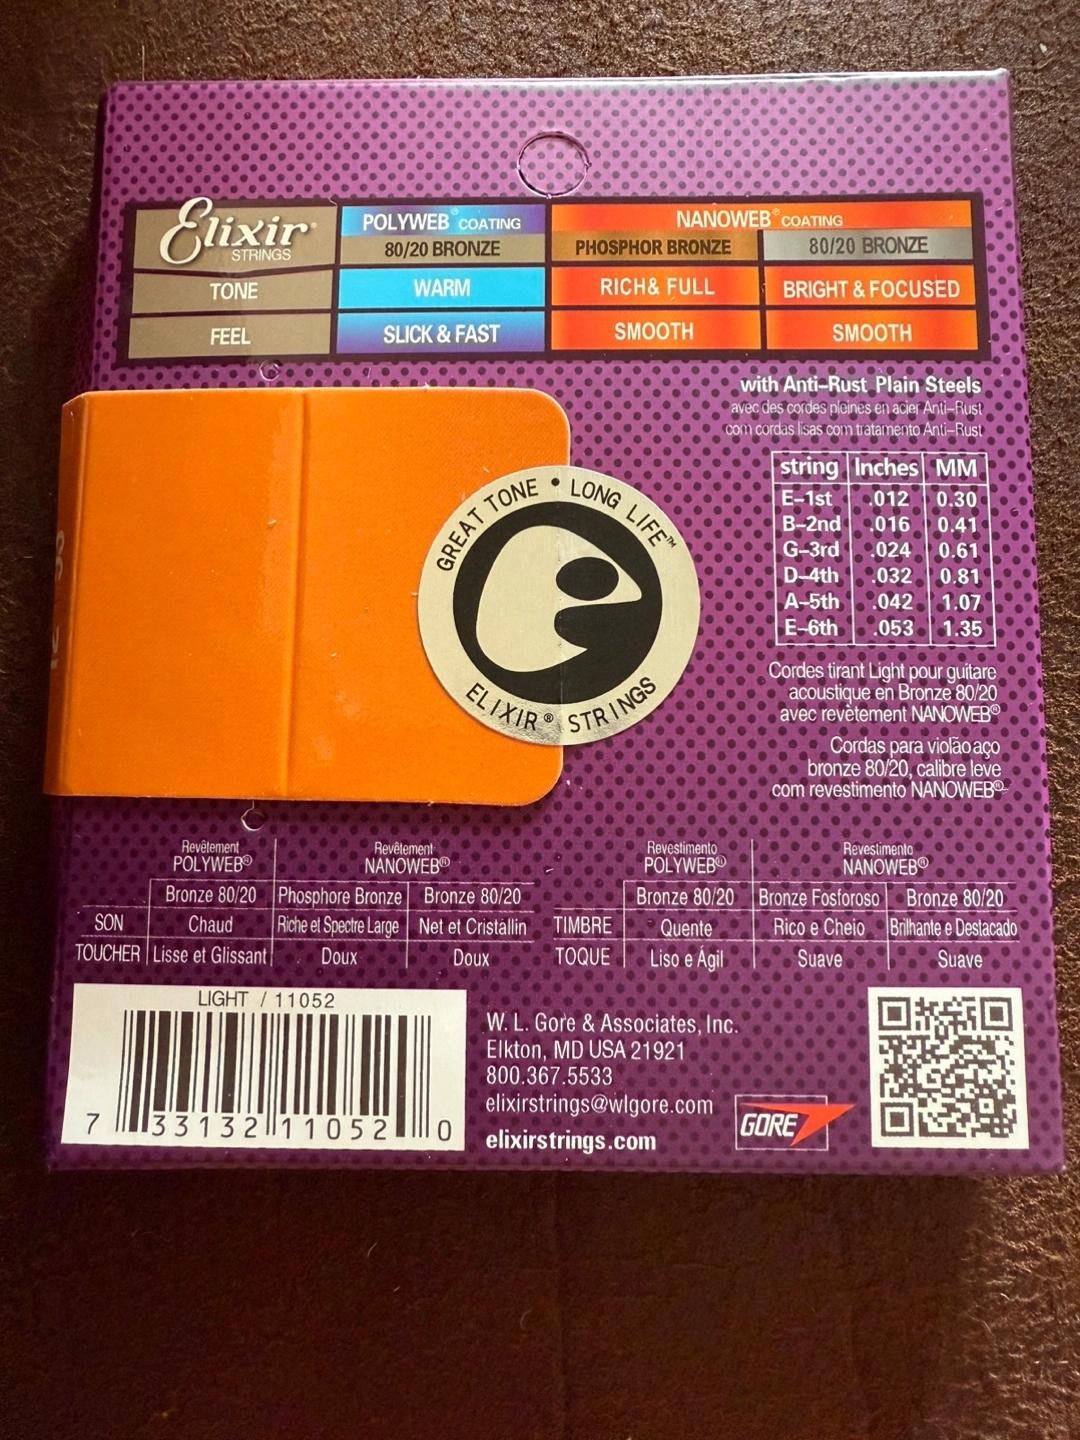 Elixir®
STRINGS
POLYWEB® COATING
NANOWEB® COATING
80/20 BRONZE
PHOSPHOR BRONZE
80/20 BRONZE
TONE
WARM
RICH& FULL
BRIGHT & FOCUSED
FEEL
SLICK & FAST
SMOOTH
SMOOTH
with Anti–Rust Plain Steels
avec des cordes pleines en acier Anti–Rust
com cordas lisas com tratamento Anti–Rust
string Inches MM
E–1st .012 0.30
B–2nd .016 0.41
G–3rd .024 0.61
D–4th .032 0.81
A–5th .042 1.07
E–6th .053 1.35
GREAT TONE • LONG LIFE™
ELIXIR® STRINGS
Cordes tirant Light pour guitare
acoustique en Bronze 80/20
avec revètement NANOWEB®
Cordas para violão aço
bronze 80/20, calibre leve
com revestimento NANOWEB®
Revêtement
POLYWEB®
Revêtement
NANOWEB®
Bronze 80/20 Phosphore Bronze Bronze 80/20
SON Chaud Riche et Spectre Large Net et Cristallin
TOUCHER Lisse et Glissant Doux Doux
Revestimento
POLYWEB®
Revestimento
NANOWEB®
Bronze 80/20 Bronze Fosforoso Bronze 80/20
TIMBRE Quente Rico e Cheio Brilhante e Destacado
TOQUE Liso e Ágil Suave Suave
LIGHT / 11052
7 33132 11052 0
W. L. Gore & Associates, Inc.
Elkton, MD USA 21921
800.367.5533
elixirstrings@wlgore.com
elixirstrings.com
GORE